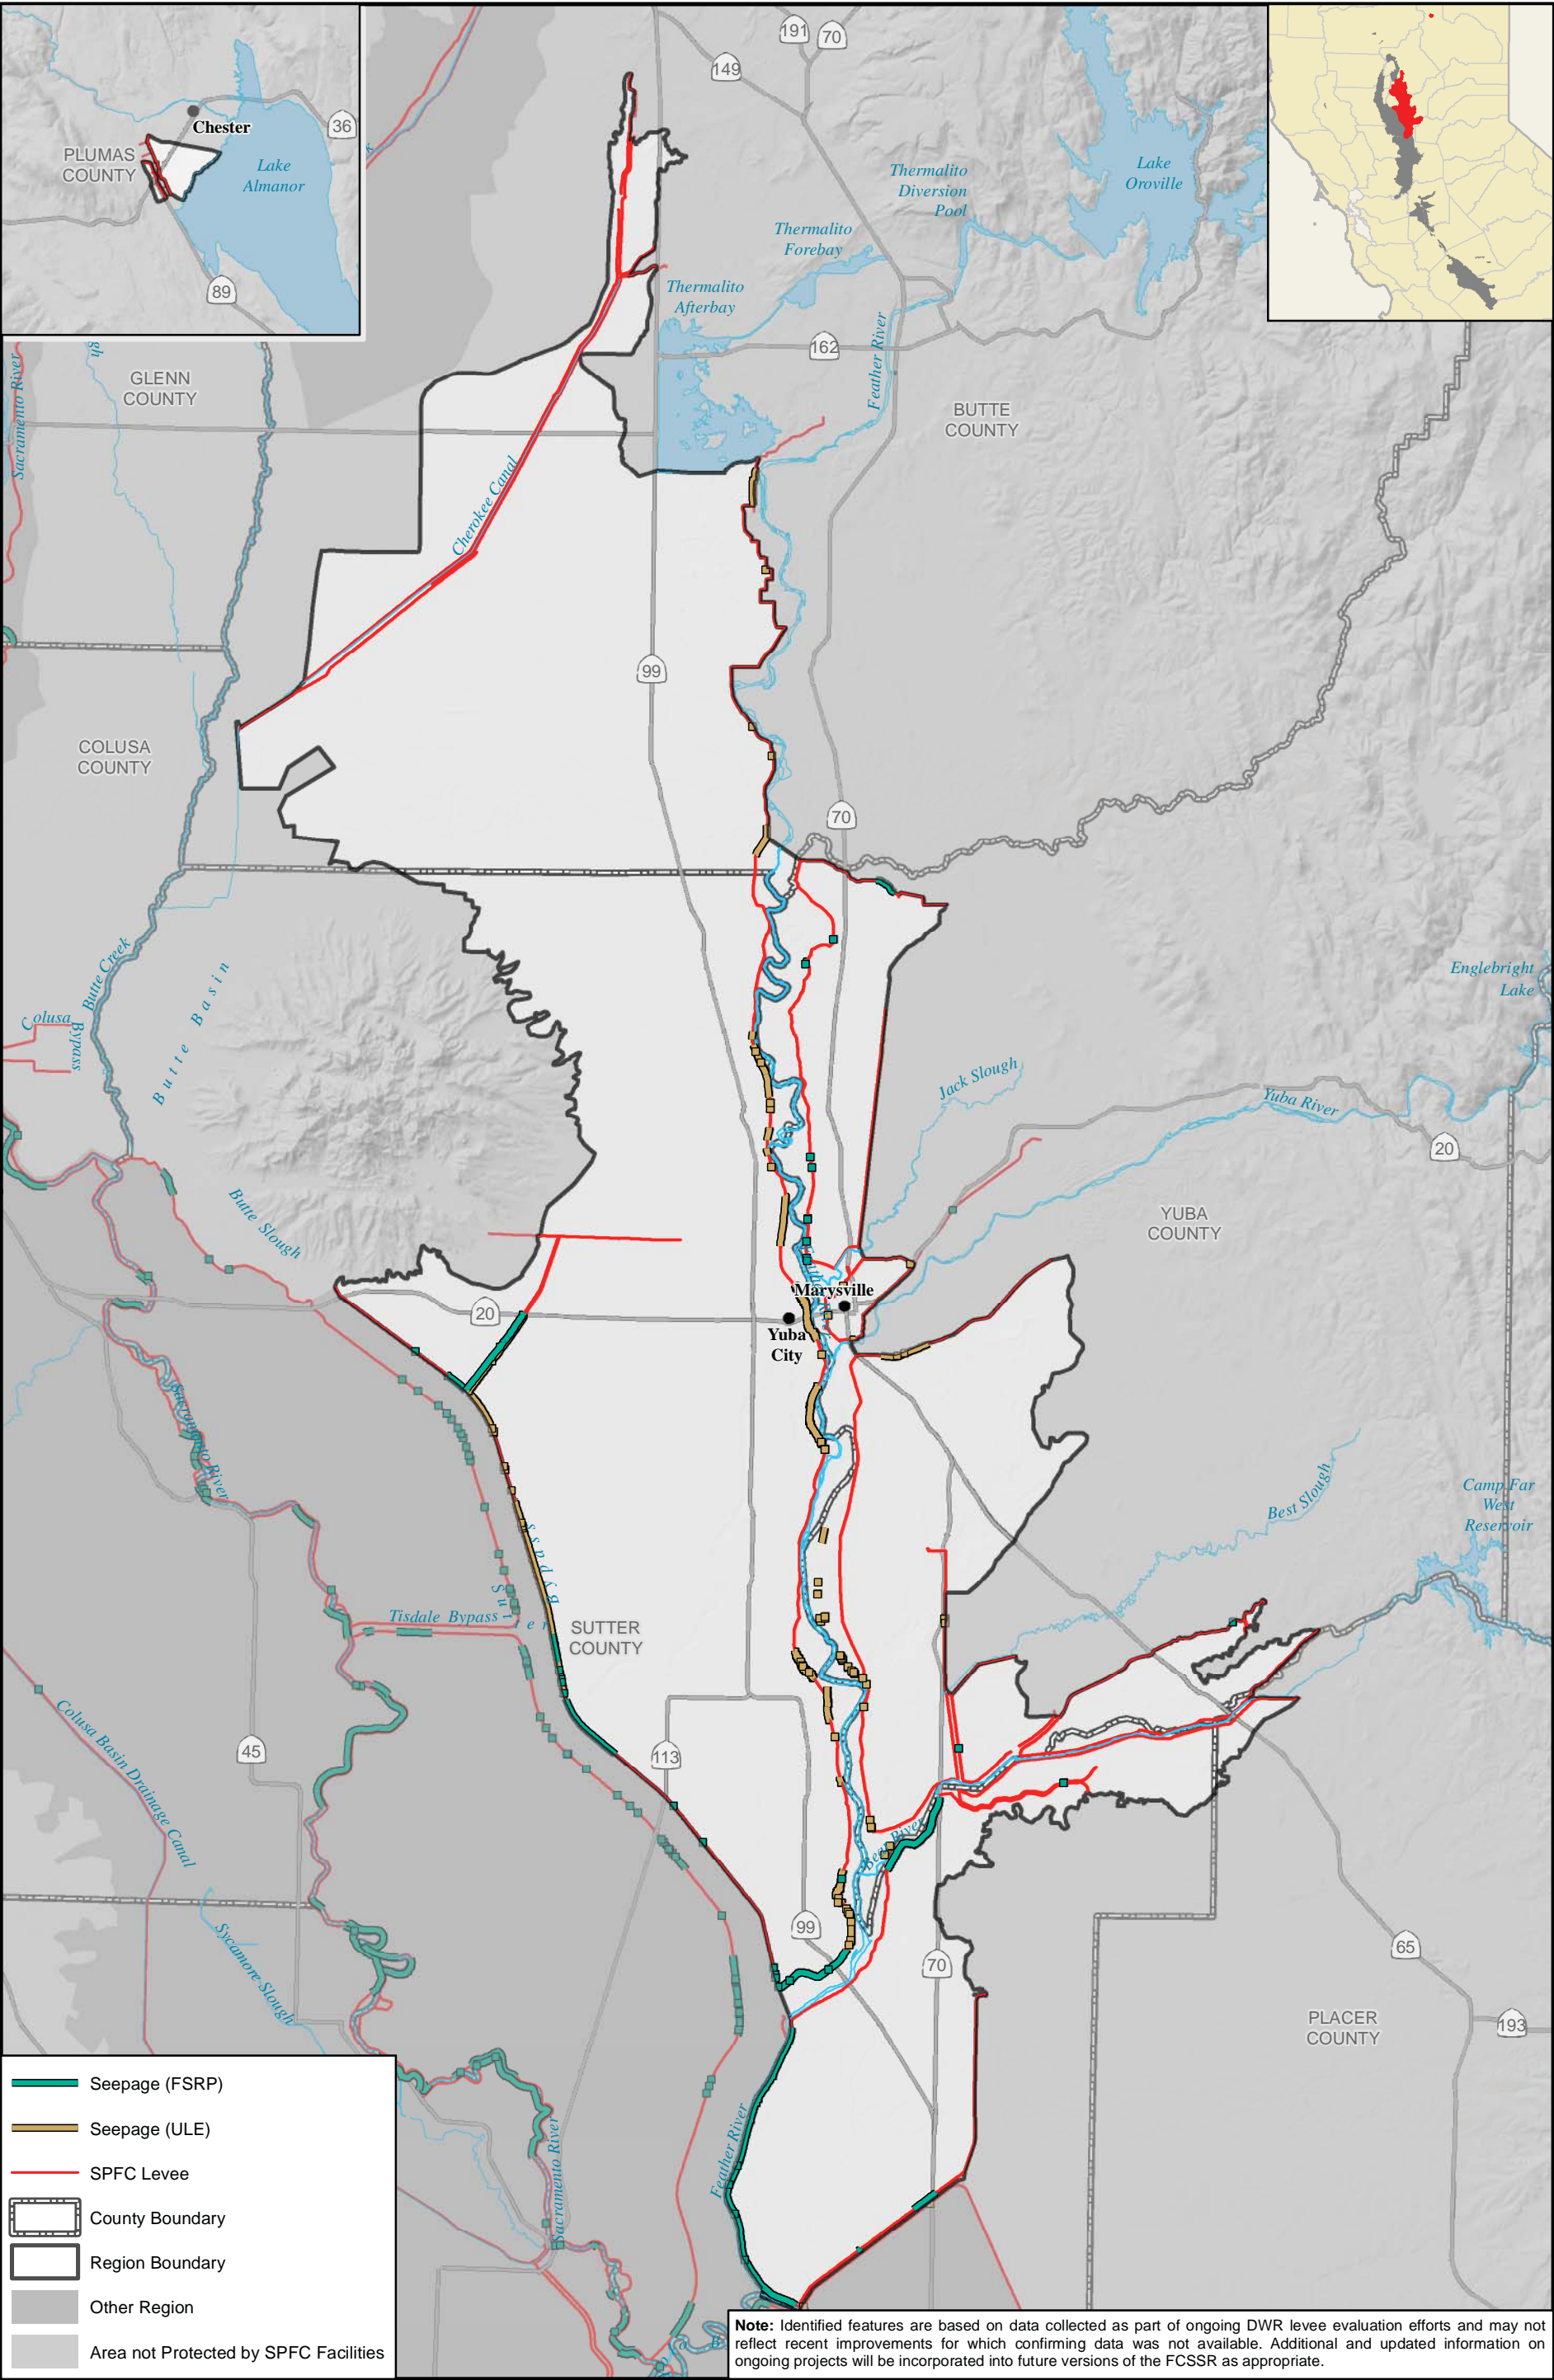 Chester
PLUMAS
COUNTY
Lake
Almanor
36
89
191
70
149
Thermalito
Diversion
Pool
Lake
Oroville
Thermalito
Forebay
Thermalito
Afterbay
162
Feather River
BUTTE
COUNTY
GLENN
COUNTY
Sacramento River
Cherokee Canal
99
COLUSA
COUNTY
70
Butte Creek
Butte Basin
Colusa
Bypass
Englebright
Lake
Jack Slough
Yuba River
20
YUBA
COUNTY
Butte Slough
20
Marysville
Yuba
City
Sacramento River
Best Slough
Camp Far
West
Reservoir
Sutter
Bypass
Tisdale Bypass
SUTTER
COUNTY
Colusa Basin Drainage Canal
45
113
Bear River
99
70
65
Sycamore Slough
PLACER
COUNTY
193
Feather River
Sacramento River
Seepage (FSRP)
Seepage (ULE)
SPFC Levee
County Boundary
Region Boundary
Other Region
Area not Protected by SPFC Facilities
Note: Identified features are based on data collected as part of ongoing DWR levee evaluation efforts and may not
reflect recent improvements for which confirming data was not available. Additional and updated information on
ongoing projects will be incorporated into future versions of the FCSSR as appropriate.